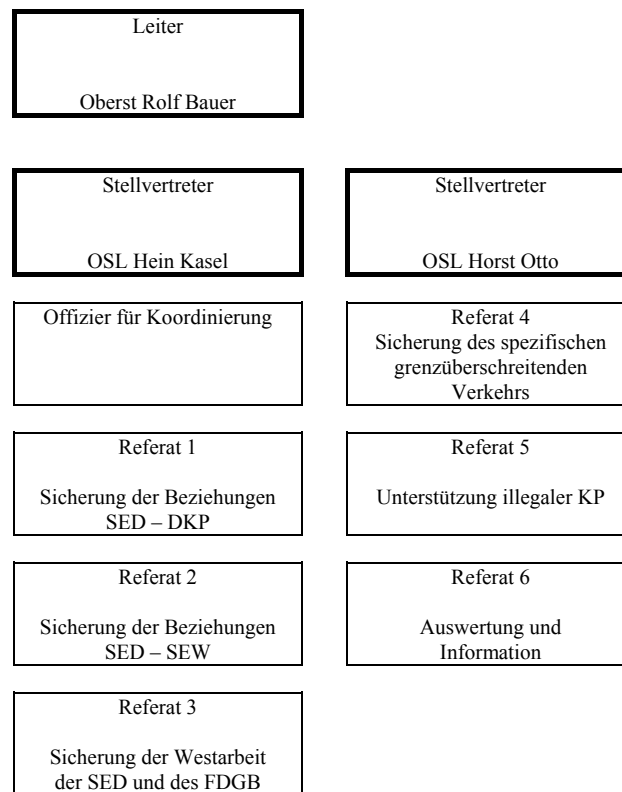 Leiter
Oberst Rolf Bauer
Stellvertreter
OSL Hein Kasel
Stellvertreter
OSL Horst Otto
Offizier für Koordinierung
Referat 4
Sicherung des spezifischen
grenzüberschreitenden
Verkehrs
Referat 1
Sicherung der Beziehungen
SED – DKP
Referat 5
Unterstützung illegaler KP
Referat 2
Sicherung der Beziehungen
SED – SEW
Referat 6
Auswertung und
Information
Referat 3
Sicherung der Westarbeit
der SED und des FDGB